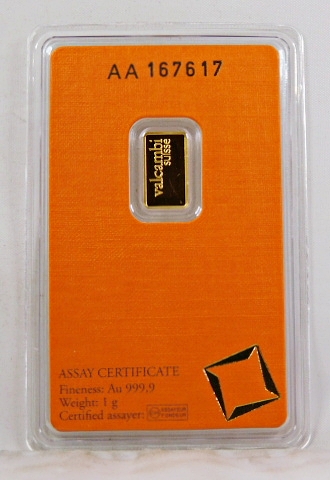 AA 167617
valcambi
suisse
ASSAY CERTIFICATE
Fineness: Au 999,9
Weight: 1 g
Certified assayer: